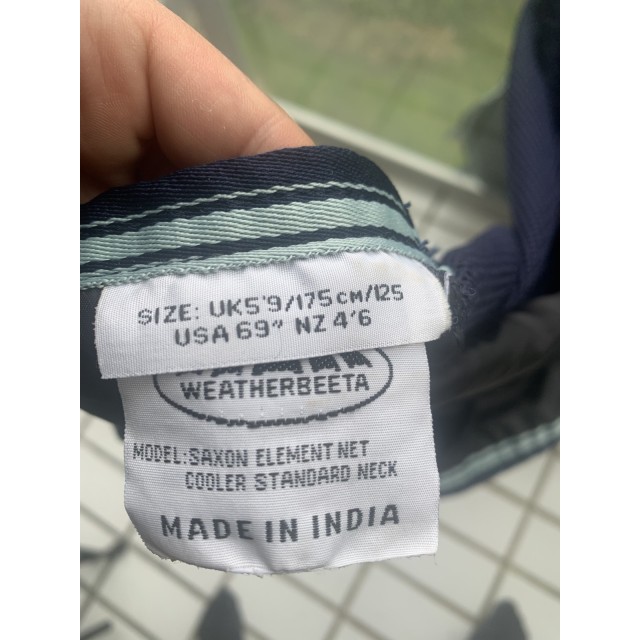 SIZE: UK5'9/175CM/125
USA 69" NZ 4'6
WEATHERBEETA
MODEL:SAXON ELEMENT NET
COOLER STANDARD NECK
MADE IN INDIA